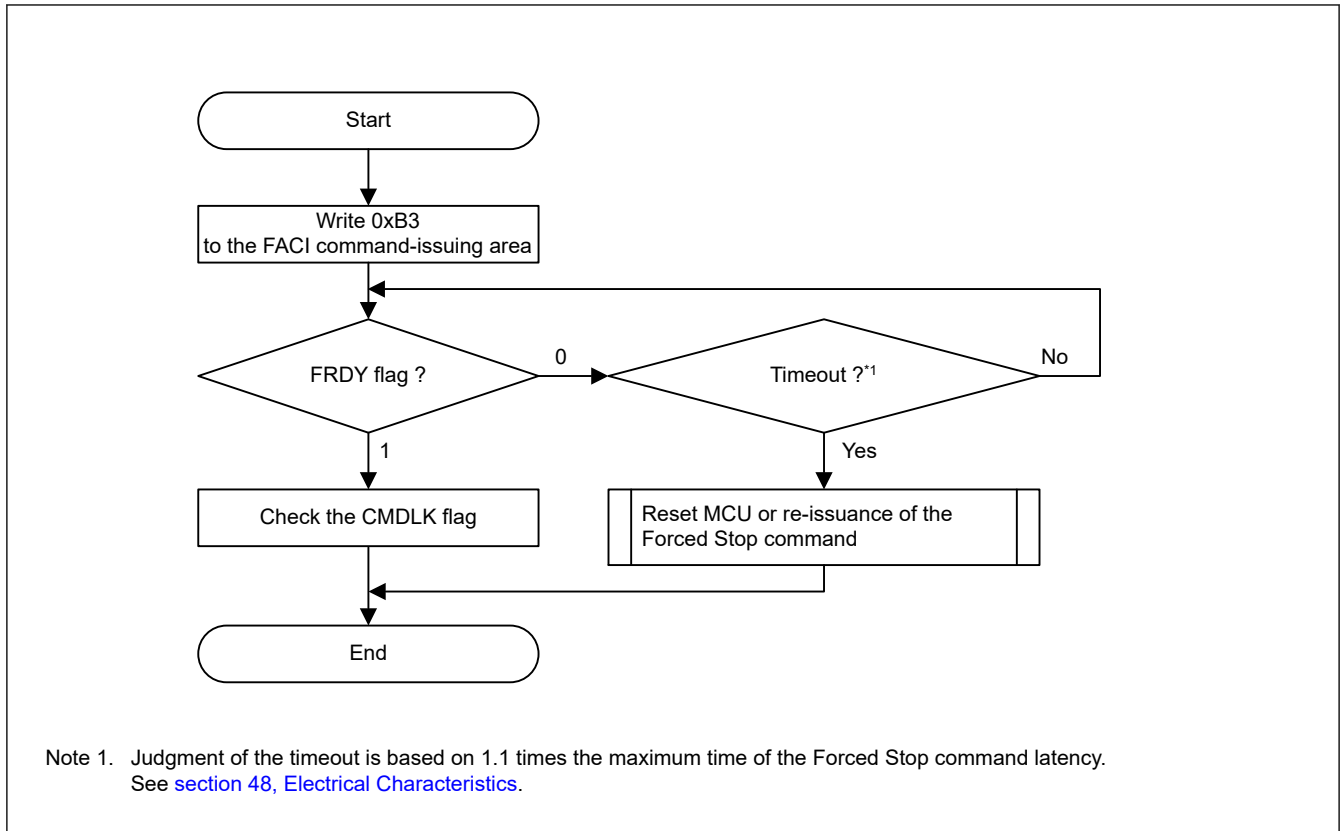 Start
Write 0xB3
to the FACI command-issuing area
FRDY flag ?
0
Timeout ?*1
No
1
Yes
Check the CMDLK flag
Reset MCU or re-issuance of the
Forced Stop command
End
Note 1. Judgment of the timeout is based on 1.1 times the maximum time of the Forced Stop command latency.
See section 48, Electrical Characteristics.